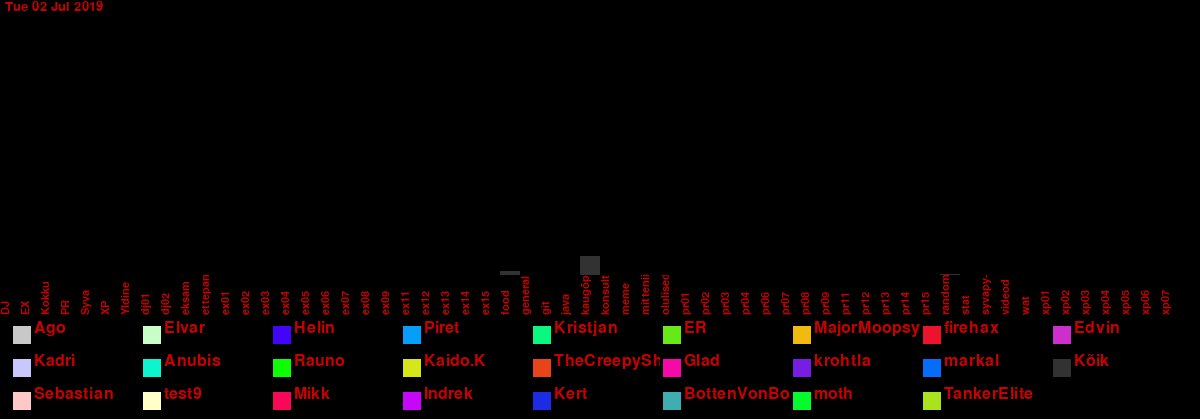 Tue 02 Jul 2019
DJ EX Kokku PR Syva XP Yldine dj01 dj02 eksam ettepan ex01 ex02 ex03 ex04 ex05 ex06 ex07 ex08 ex09 ex11 ex12 ex13 ex14 ex15 food general git java kaugõp konsult meme mittenii olulised pr01 pr02 pr03 pr04 pr06 pr07 pr08 pr09 pr11 pr12 pr13 pr14 pr15 random stat syvapy- videod wat xp01 xp02 xp03 xp04 xp05 xp06 xp07
Ago Elvar Helin Piret Kristjan ER MajorMoopsy firehax Edvin
Kadri Anubis Rauno Kaido.K TheCreepySh Glad krohtla markal Kõik
Sebastian test9 Mikk Indrek Kert BottenVonBo moth TankerElite